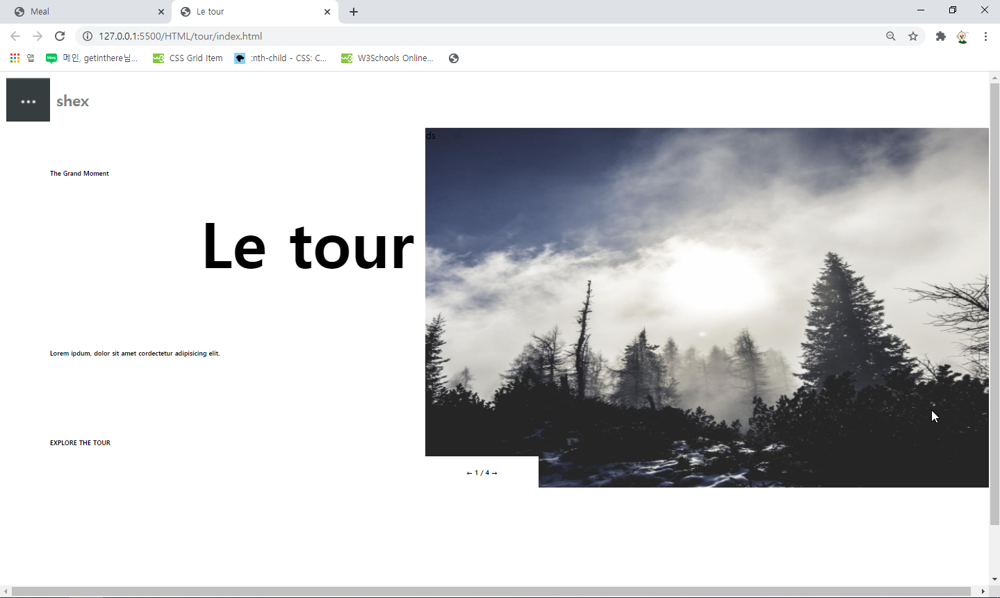 Meal
Le tour
127.0.0.1:5500/HTML/tour/index.html
앱
메인, getinthere님...
CSS Grid Item
:nth-child - CSS: C...
W3Schools Online...
shex
ds
The Grand Moment
Le tour
Lorem ipdum, dolor sit amet cordectetur adipisicing elit.
EXPLORE THE TOUR
← 1 / 4 →